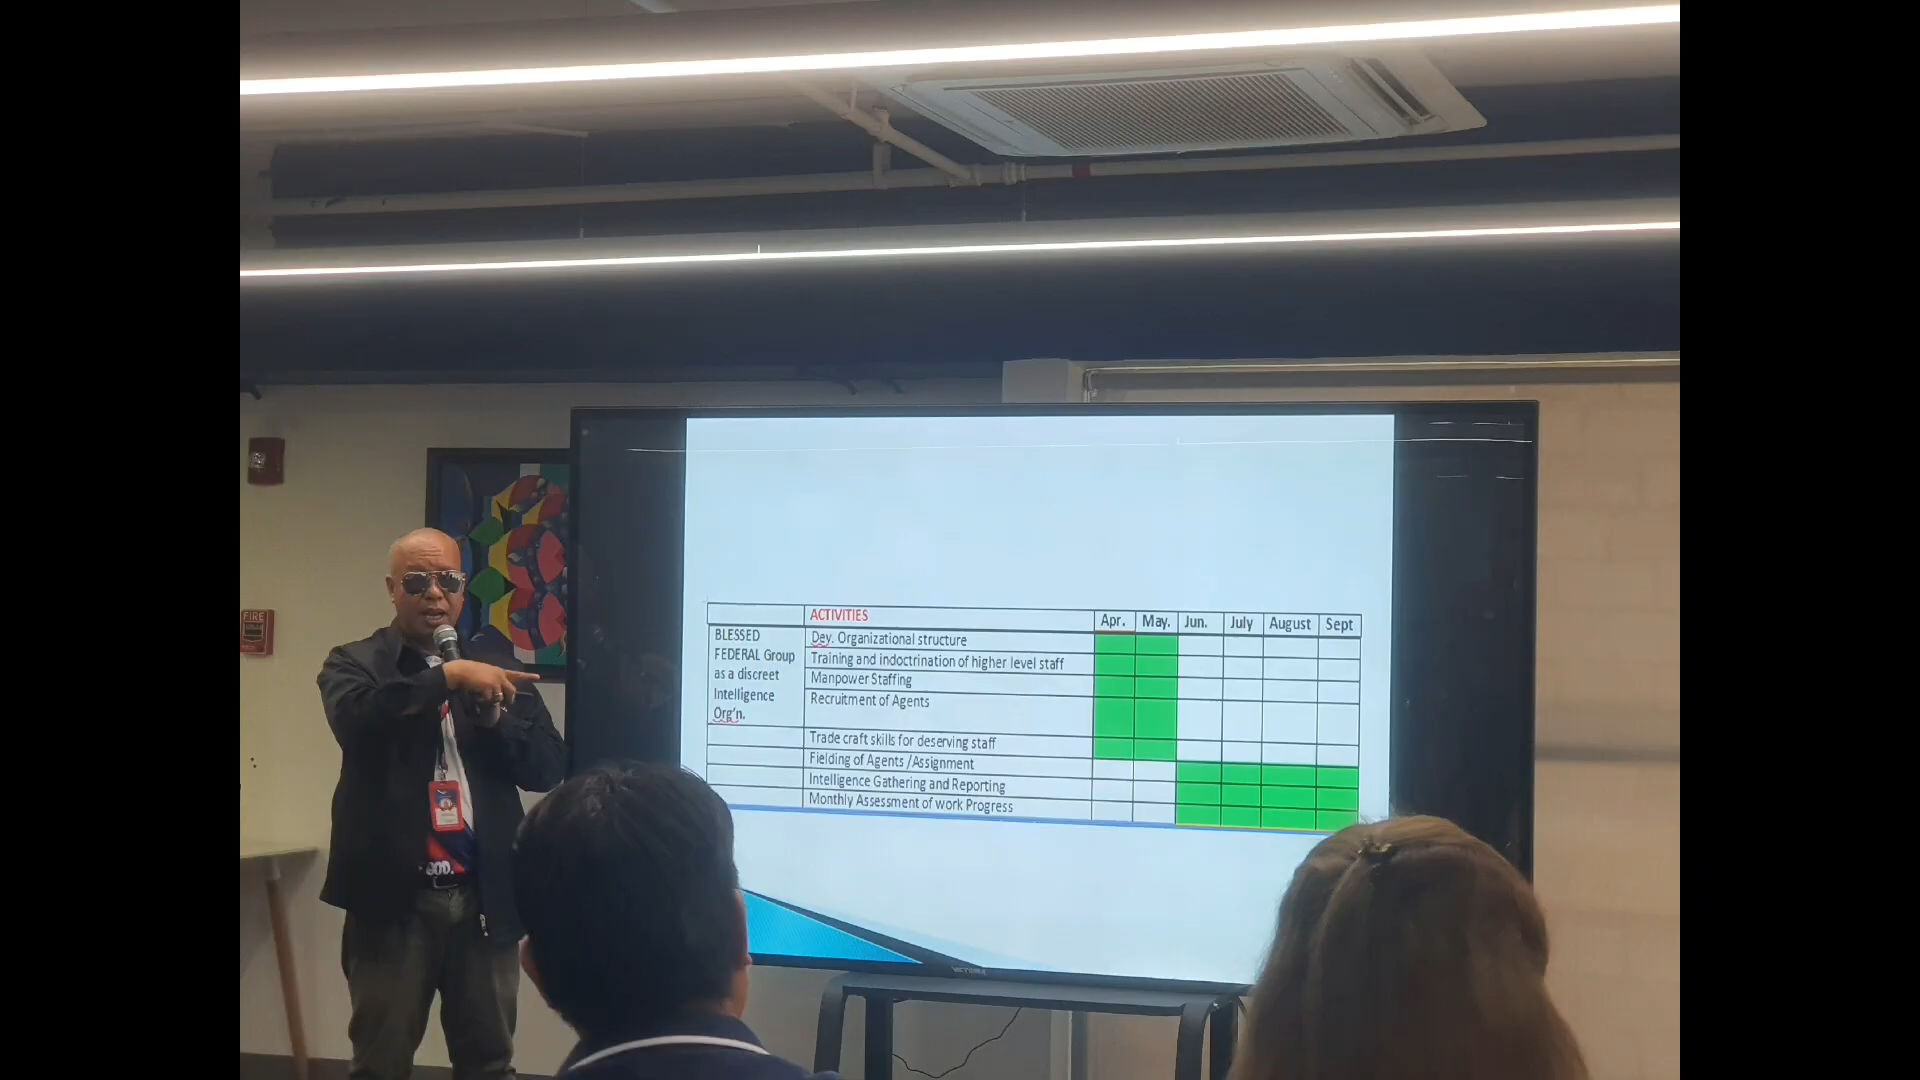 ACTIVITIES Apr. May. Jun. July August Sept
BLESSED
FEDERAL Group
as a discreet
Intelligence
Org'n.
Dey. Organizational structure
Training and indoctrination of higher level staff
Manpower Staffing
Recruitment of Agents
Trade craft skills for deserving staff
Fielding of Agents /Assignment
Intelligence Gathering and Reporting
Monthly Assessment of work Progress
FIRE